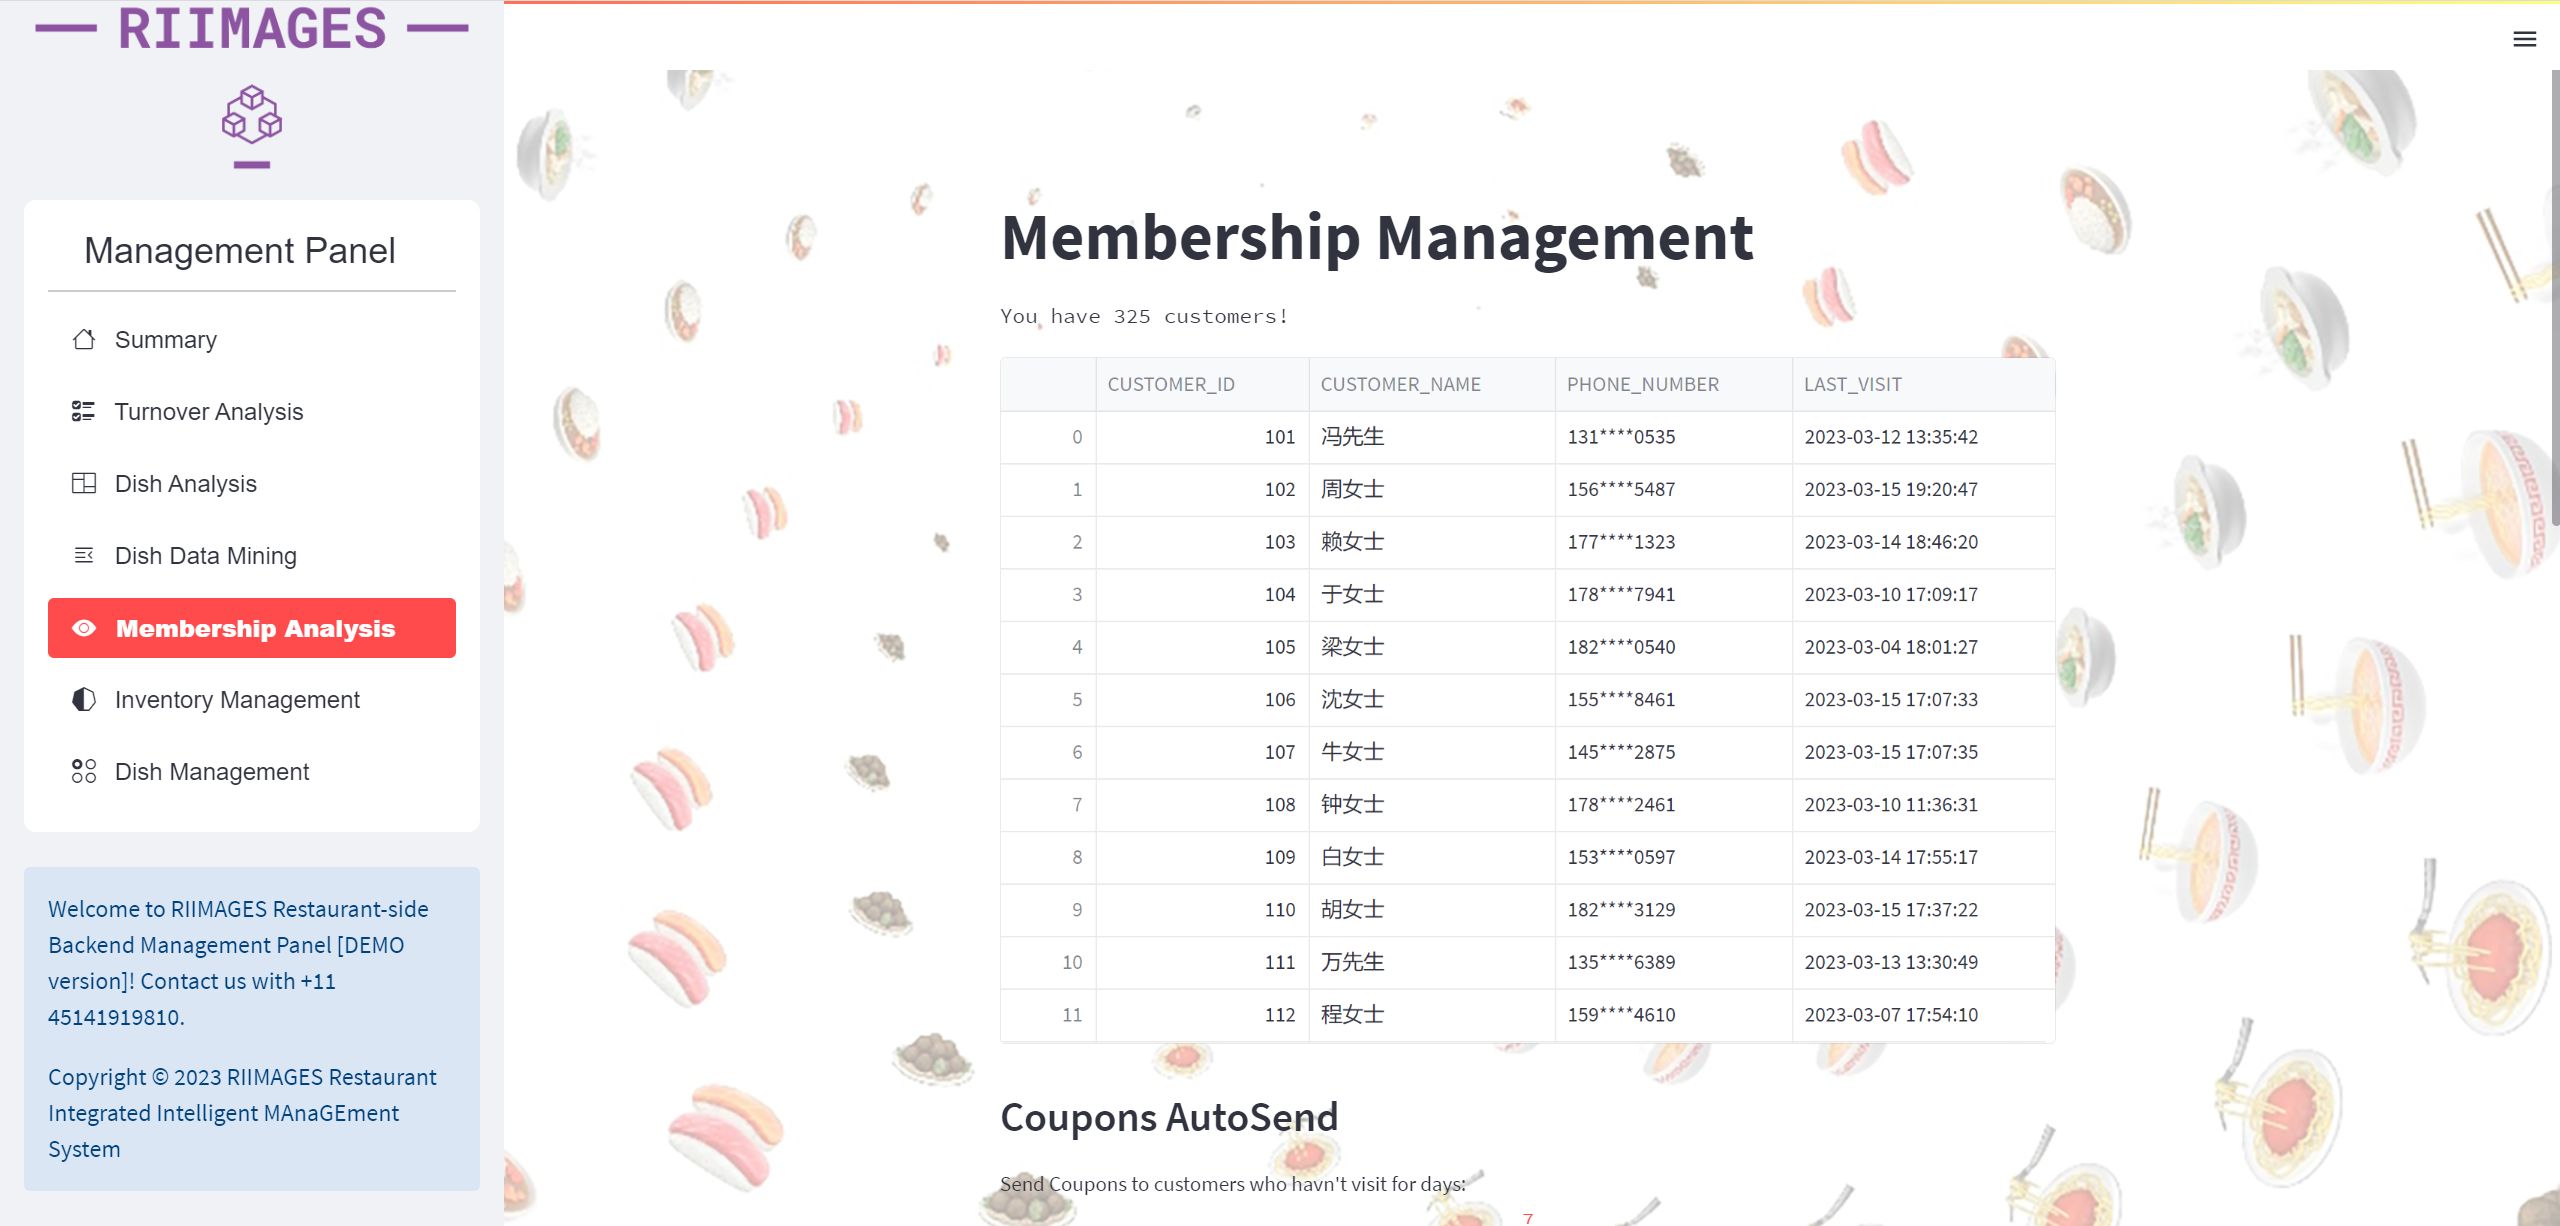 RIIMAGES
Management Panel
Summary
Turnover Analysis
Dish Analysis
Dish Data Mining
Membership Analysis
Inventory Management
Dish Management
Welcome to RIIMAGES Restaurant-side
Backend Management Panel [DEMO
version]! Contact us with +11
45141919810.
Copyright © 2023 RIIMAGES Restaurant
Integrated Intelligent MAnaGEment
System
Membership Management
You have 325 customers!
CUSTOMER_ID CUSTOMER_NAME PHONE_NUMBER LAST_VISIT
0 101 冯先生 131****0535 2023-03-12 13:35:42
1 102 周女士 156****5487 2023-03-15 19:20:47
2 103 赖女士 177****1323 2023-03-14 18:46:20
3 104 于女士 178****7941 2023-03-10 17:09:17
4 105 梁女士 182****0540 2023-03-04 18:01:27
5 106 沈女士 155****8461 2023-03-15 17:07:33
6 107 牛女士 145****2875 2023-03-15 17:07:35
7 108 钟女士 178****2461 2023-03-10 11:36:31
8 109 白女士 153****0597 2023-03-14 17:55:17
9 110 胡女士 182****3129 2023-03-15 17:37:22
10 111 万先生 135****6389 2023-03-13 13:30:49
11 112 程女士 159****4610 2023-03-07 17:54:10
Coupons AutoSend
Send Coupons to customers who havn't visit for days:
7